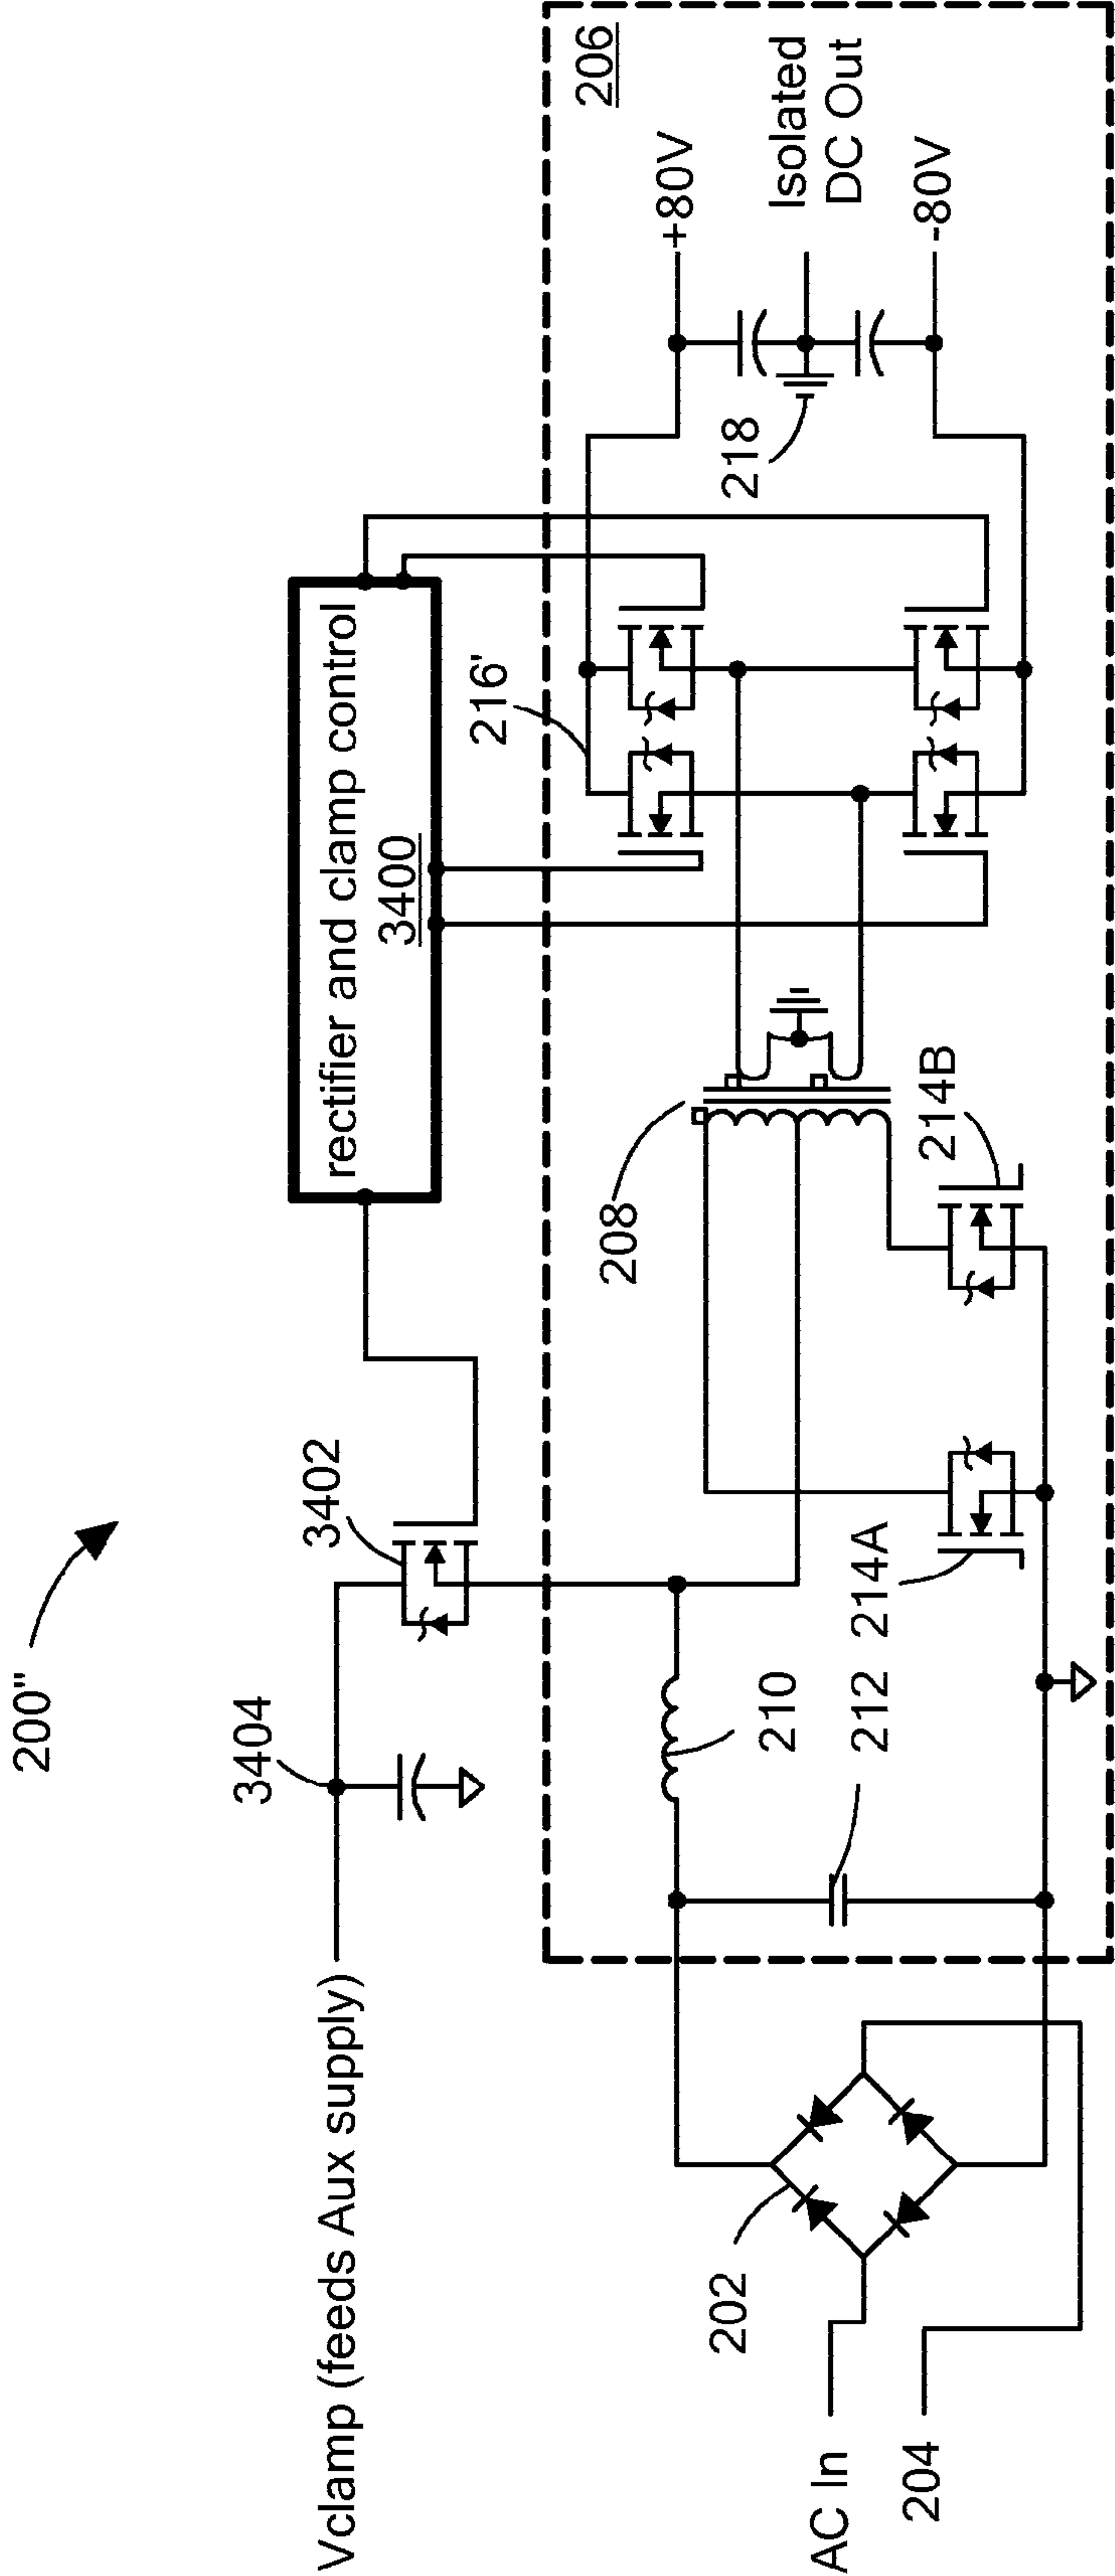 200"
Vclamp (feeds Aux supply)
3404
3402
rectifier and clamp control
3400
206
216'
+80V
Isolated
DC Out
-80V
218
208
214B
214A
210
212
202
AC In
204